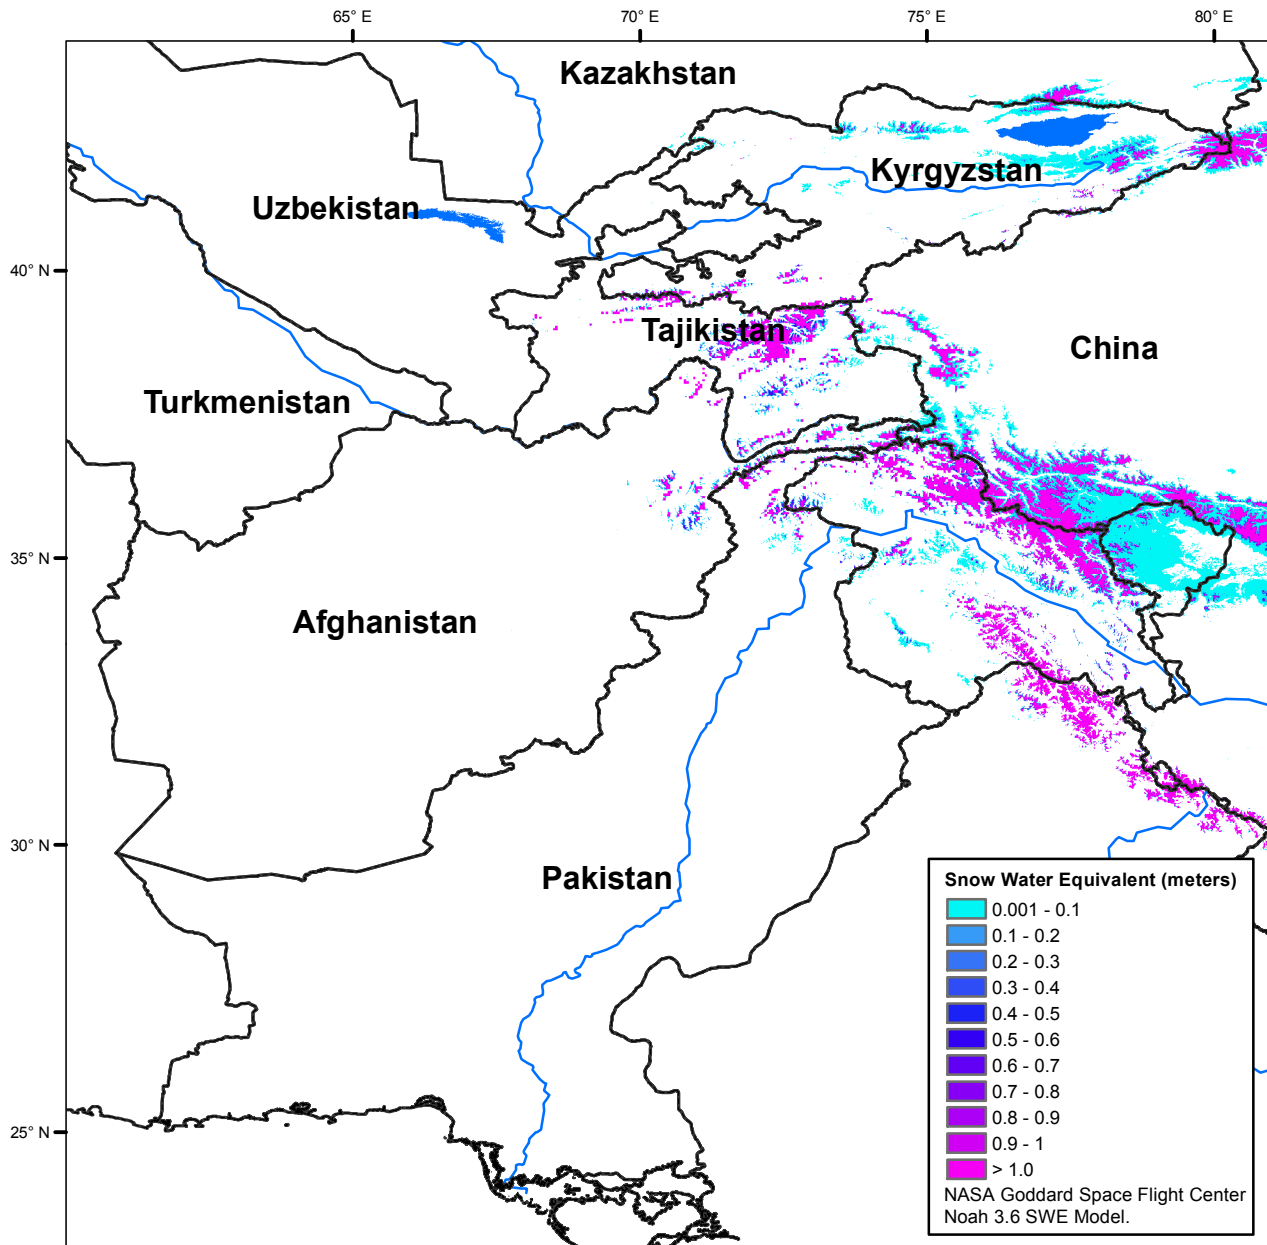 65° E
70° E
75° E
80° E
Kazakhstan
Kyrgyzstan
Uzbekistan
40° N
Tajikistan
China
Turkmenistan
35° N
Afghanistan
30° N
Pakistan
25° N
Snow Water Equivalent (meters)
0.001 - 0.1
0.1 - 0.2
0.2 - 0.3
0.3 - 0.4
0.4 - 0.5
0.5 - 0.6
0.6 - 0.7
0.7 - 0.8
0.8 - 0.9
0.9 - 1
> 1.0
NASA Goddard Space Flight Center
Noah 3.6 SWE Model.